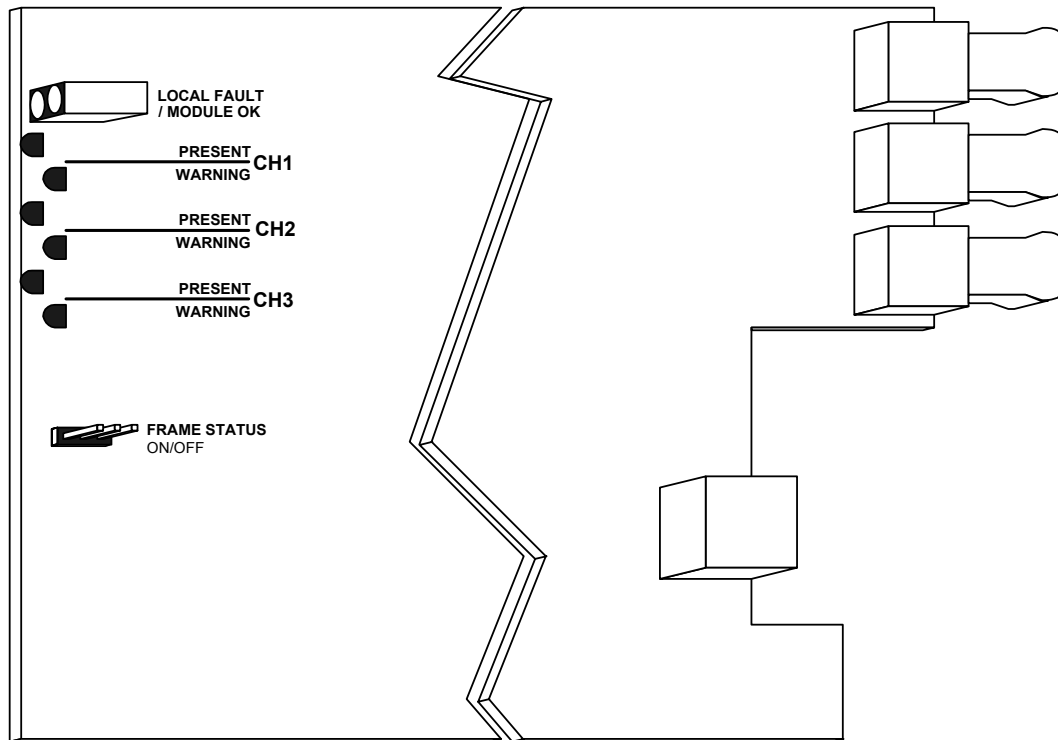 LOCAL FAULT
/ MODULE OK
PRESENT
CH1
WARNING
PRESENT
CH2
WARNING
PRESENT
CH3
WARNING
FRAME STATUS
ON/OFF